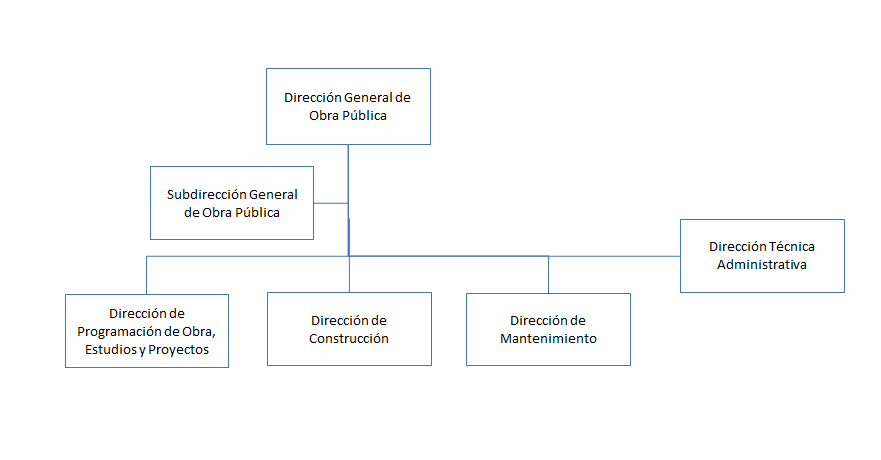 Dirección General de
Obra Pública
Subdirección General
de Obra Pública
Dirección Técnica
Administrativa
Dirección de
Programación de Obra,
Estudios y Proyectos
Dirección de
Construcción
Dirección de
Mantenimiento